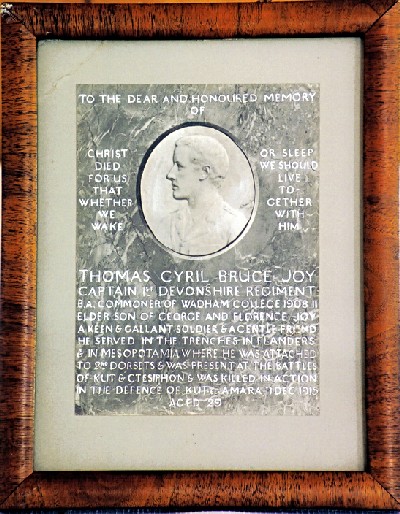 TO THE DEAR AND HONOURED MEMORY
OF
CHRIST
DIED
FOR US,
THAT
WHETHER
WE
WAKE
OR SLEEP
WE SHOULD
LIVE
TO-
GETHER
WITH
HIM
THOMAS CYRIL BRUCE JOY
CAPTAIN 1ST DEVONSHIRE REGIMENT
B.A. COMMONER OF WADHAM COLLEGE 1908-11
ELDER SON OF GEORGE AND FLORENCE JOY
A KEEN & GALLANT SOLDIER & A GENTLE FRIEND
HE SERVED IN THE TRENCHES IN FLANDERS
& IN MESOPOTAMIA WHERE HE WAS ATTACHED
TO 2ND DORSETS & WAS PRESENT AT THE BATTLES
OF KUT & CTESIPHON & WAS KILLED IN ACTION
IN THE DEFENCE OF KUT-EL-AMARA DEC 1915
AGED 25